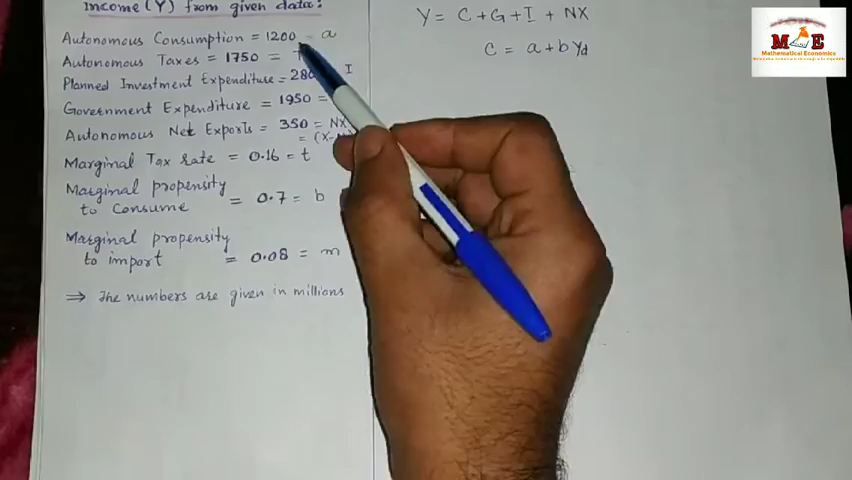 Income (Y) from given data:
Autonomous Consumption = 1200 = a
Autonomous Taxes = 1750 =
Planned Investment Expenditure = 280 I
Government Expenditure = 1950 =
Autonomous Net Exports = 350 = NX
= (X-
Marginal Tax rate = 0.16 = t
Marginal propensity
to Consume = 0.7 = b
Marginal propensity
to import = 0.08 = m
⇒ The numbers are given in millions
Y = C + G + I + NX
C = a + b Yd
M E
Mathematical Economics